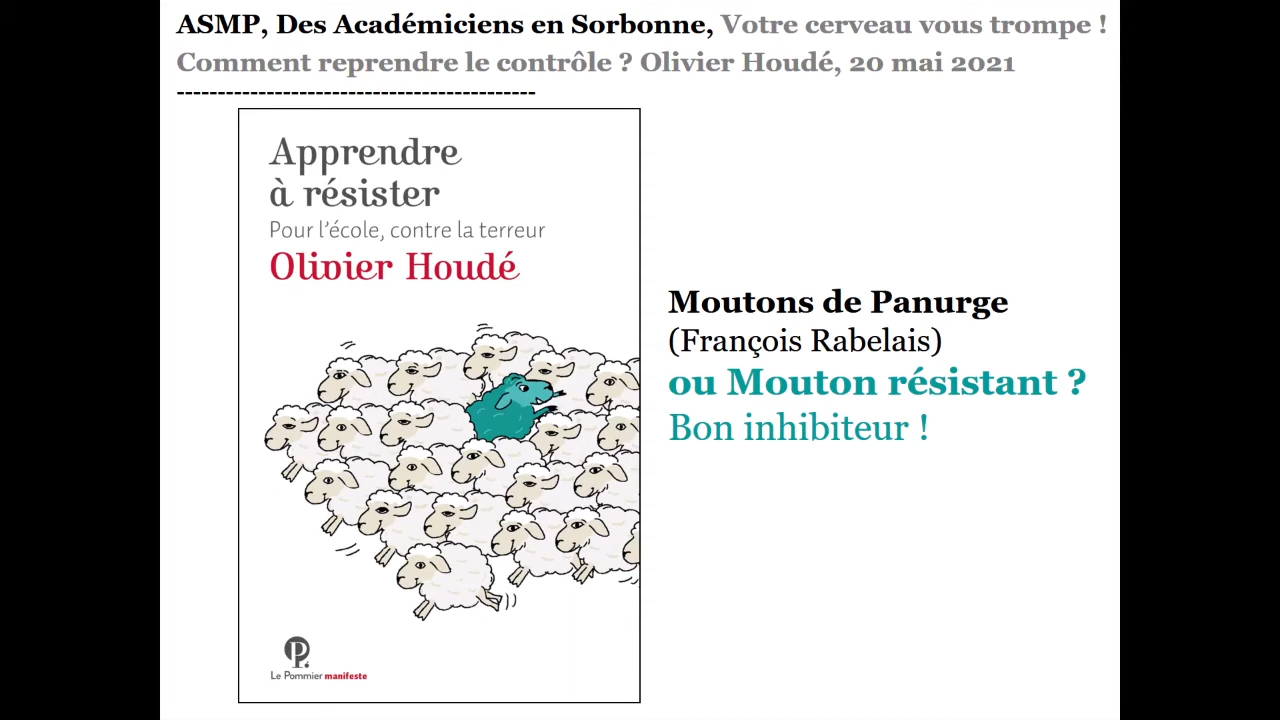 ASMP, Des Académiciens en Sorbonne, Votre cerveau vous trompe !
Comment reprendre le contrôle ? Olivier Houdé, 20 mai 2021
--------------------------------------------
Apprendre
à résister
Pour l'école, contre la terreur
Olivier Houdé
Moutons de Panurge
(François Rabelais)
ou Mouton résistant ?
Bon inhibiteur !
P.
Le Pommier manifeste